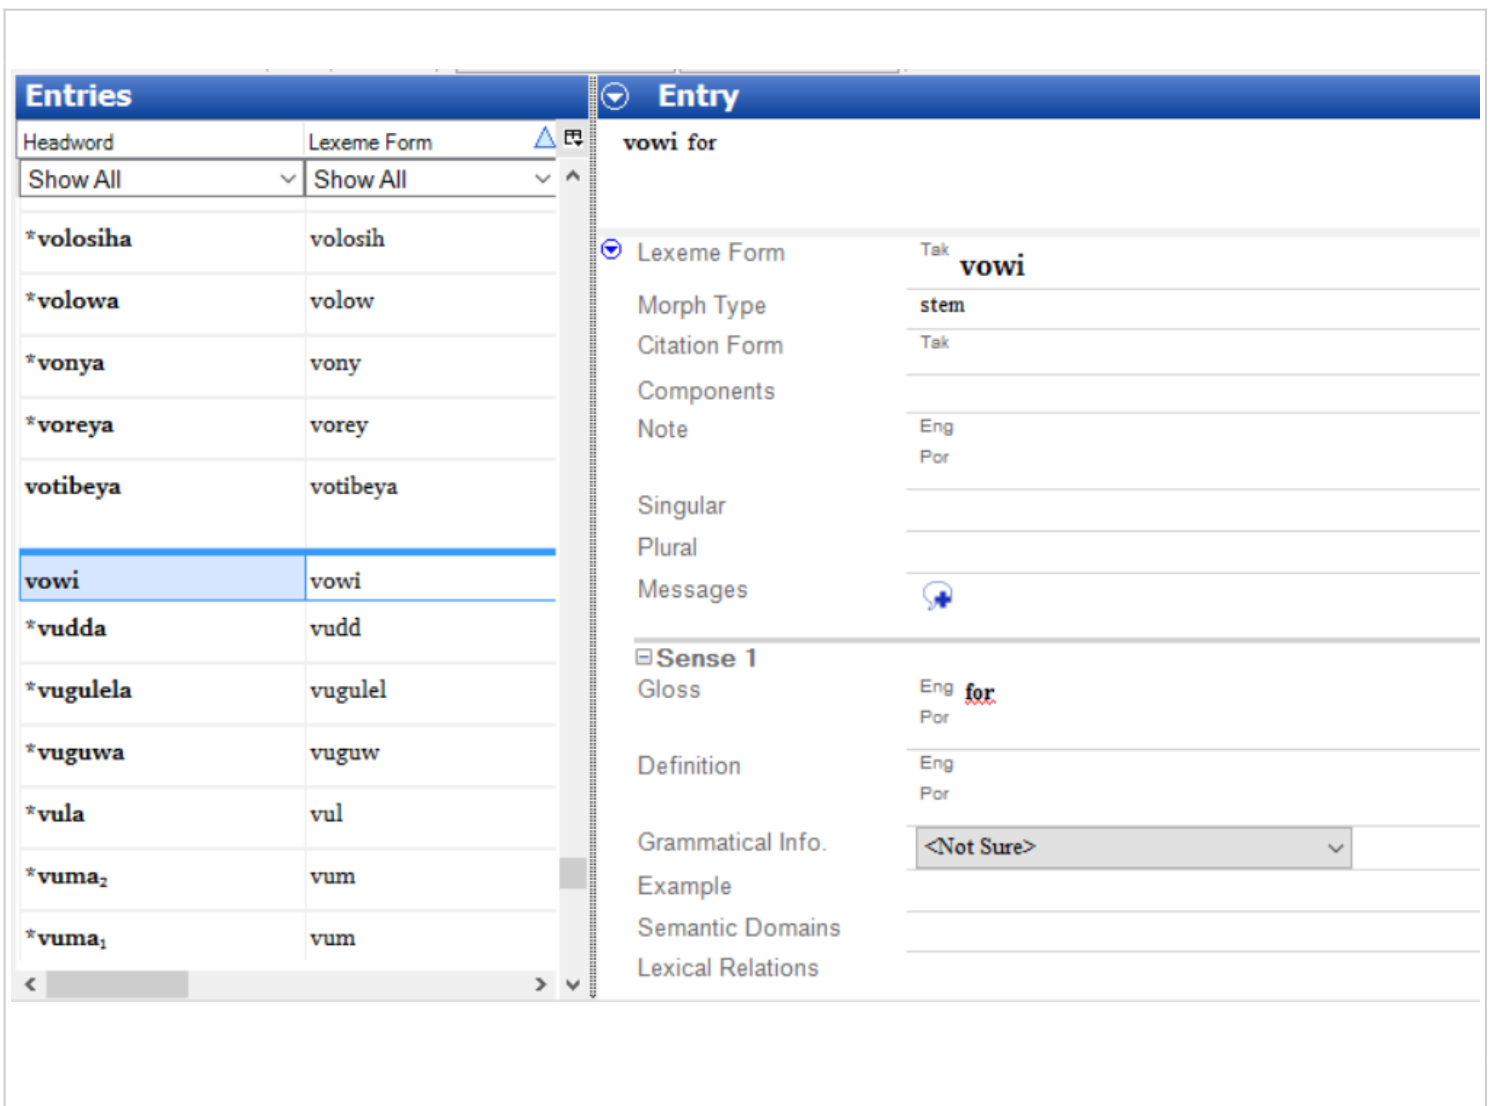 Entries
Headword Lexeme Form
Show All Show All
*volosiha volosih
*volowa volow
*vonya vony
*voreya vorey
votibeya votibeya
vowi vowi
*vudda vudd
*vugulela vugulel
*vuguwa vuguw
*vula vul
*vuma₂ vum
*vuma₁ vum
Entry
vowi for
Lexeme Form Tak vowi
Morph Type stem
Citation Form Tak
Components
Note Eng
Por
Singular
Plural
Messages
Sense 1
Gloss Eng for
Por
Definition Eng
Por
Grammatical Info. <Not Sure>
Example
Semantic Domains
Lexical Relations